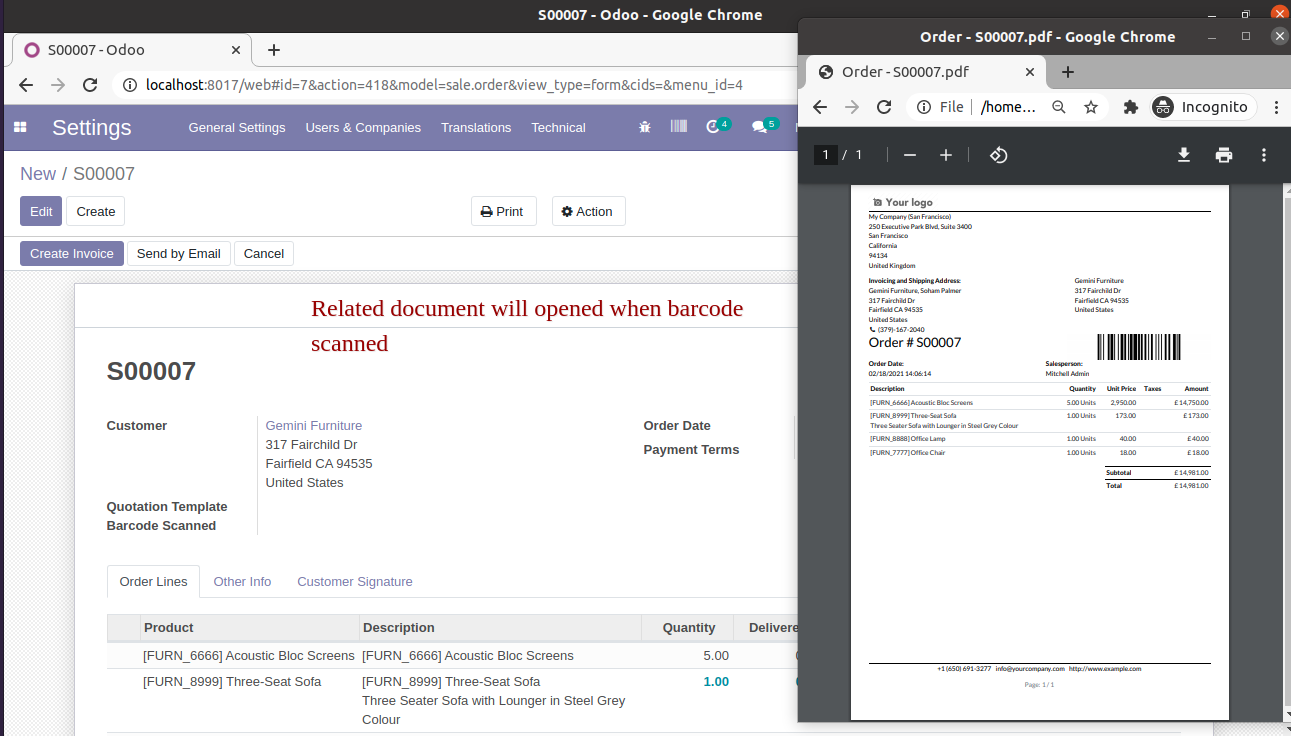 S00007 - Odoo - Google Chrome
S00007 - Odoo
localhost:8017/web#id=7&action=418&model=sale.order&view_type=form&cids=&menu_id=4
Settings General Settings Users & Companies Translations Technical 4 5
New / S00007
Edit Create Print Action
Create Invoice Send by Email Cancel
Related document will opened when barcode
scanned
S00007
Customer Gemini Furniture Order Date
317 Fairchild Dr
Payment Terms
Fairfield CA 94535
United States
Quotation Template
Barcode Scanned
Order Lines Other Info Customer Signature
Product Description Quantity Delivere
[FURN_6666] Acoustic Bloc Screens [FURN_6666] Acoustic Bloc Screens 5.00
[FURN_8999] Three-Seat Sofa [FURN_8999] Three-Seat Sofa 1.00
Three Seater Sofa with Lounger in Steel Grey
Colour
Order - S00007.pdf - Google Chrome
Order - S00007.pdf
File /home... Incognito
1 / 1
Your logo
My Company (San Francisco)
250 Executive Park Blvd, Suite 3400
San Francisco
California
94134
United Kingdom
Invoicing and Shipping Address: Gemini Furniture
Gemini Furniture, Soham Palmer 317 Fairchild Dr
317 Fairchild Dr Fairfield CA 94535
Fairfield CA 94535 United States
United States
(379)-167-2040
Order # S00007
Order Date: Salesperson:
02/18/2021 14:06:14 Mitchell Admin
Description Quantity Unit Price Taxes Amount
[FURN_6666] Acoustic Bloc Screens 5.00 Units 2,950.00 £ 14,750.00
[FURN_8999] Three-Seat Sofa 1.00 Units 173.00 £ 173.00
Three Seater Sofa with Lounger in Steel Grey Colour
[FURN_8888] Office Lamp 1.00 Units 40.00 £ 40.00
[FURN_7777] Office Chair 1.00 Units 18.00 £ 18.00
Subtotal £ 14,981.00
Total £ 14,981.00
+1 (650) 691-3277 info@yourcompany.com http://www.example.com
Page: 1 / 1